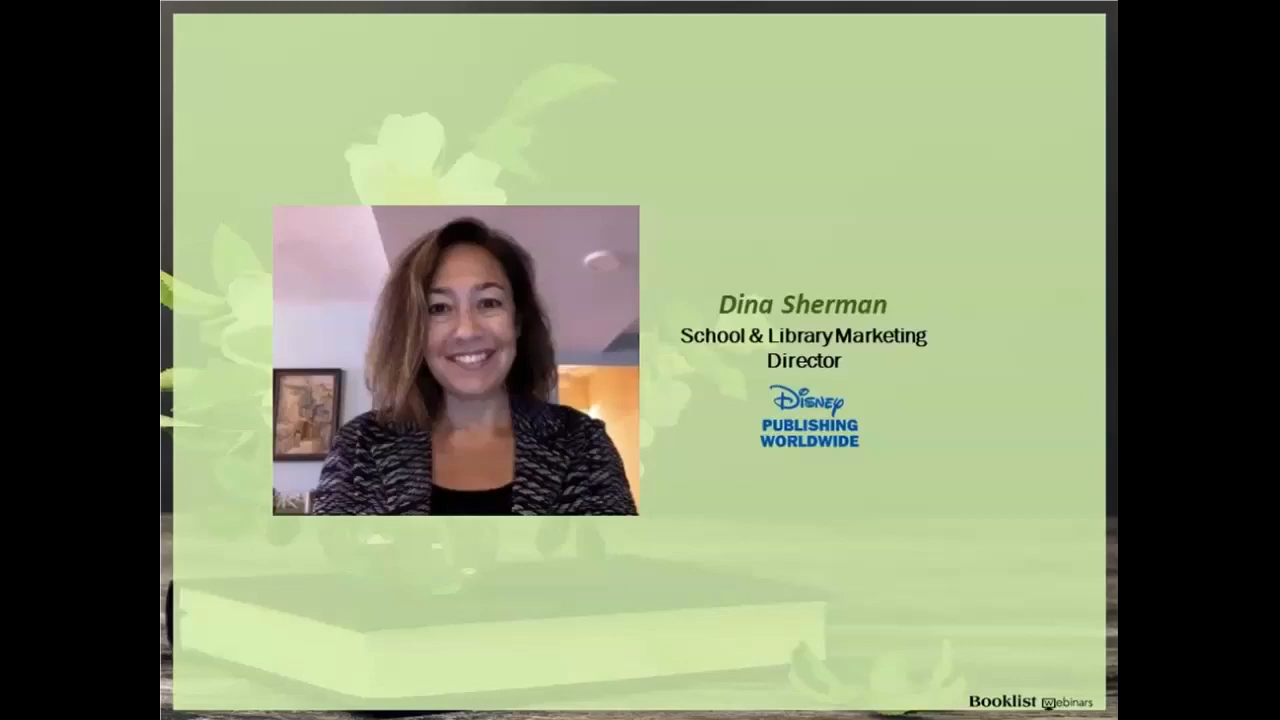 Dina Sherman
School & Library Marketing
Director
Disney
PUBLISHING
WORLDWIDE
Booklist Webinars